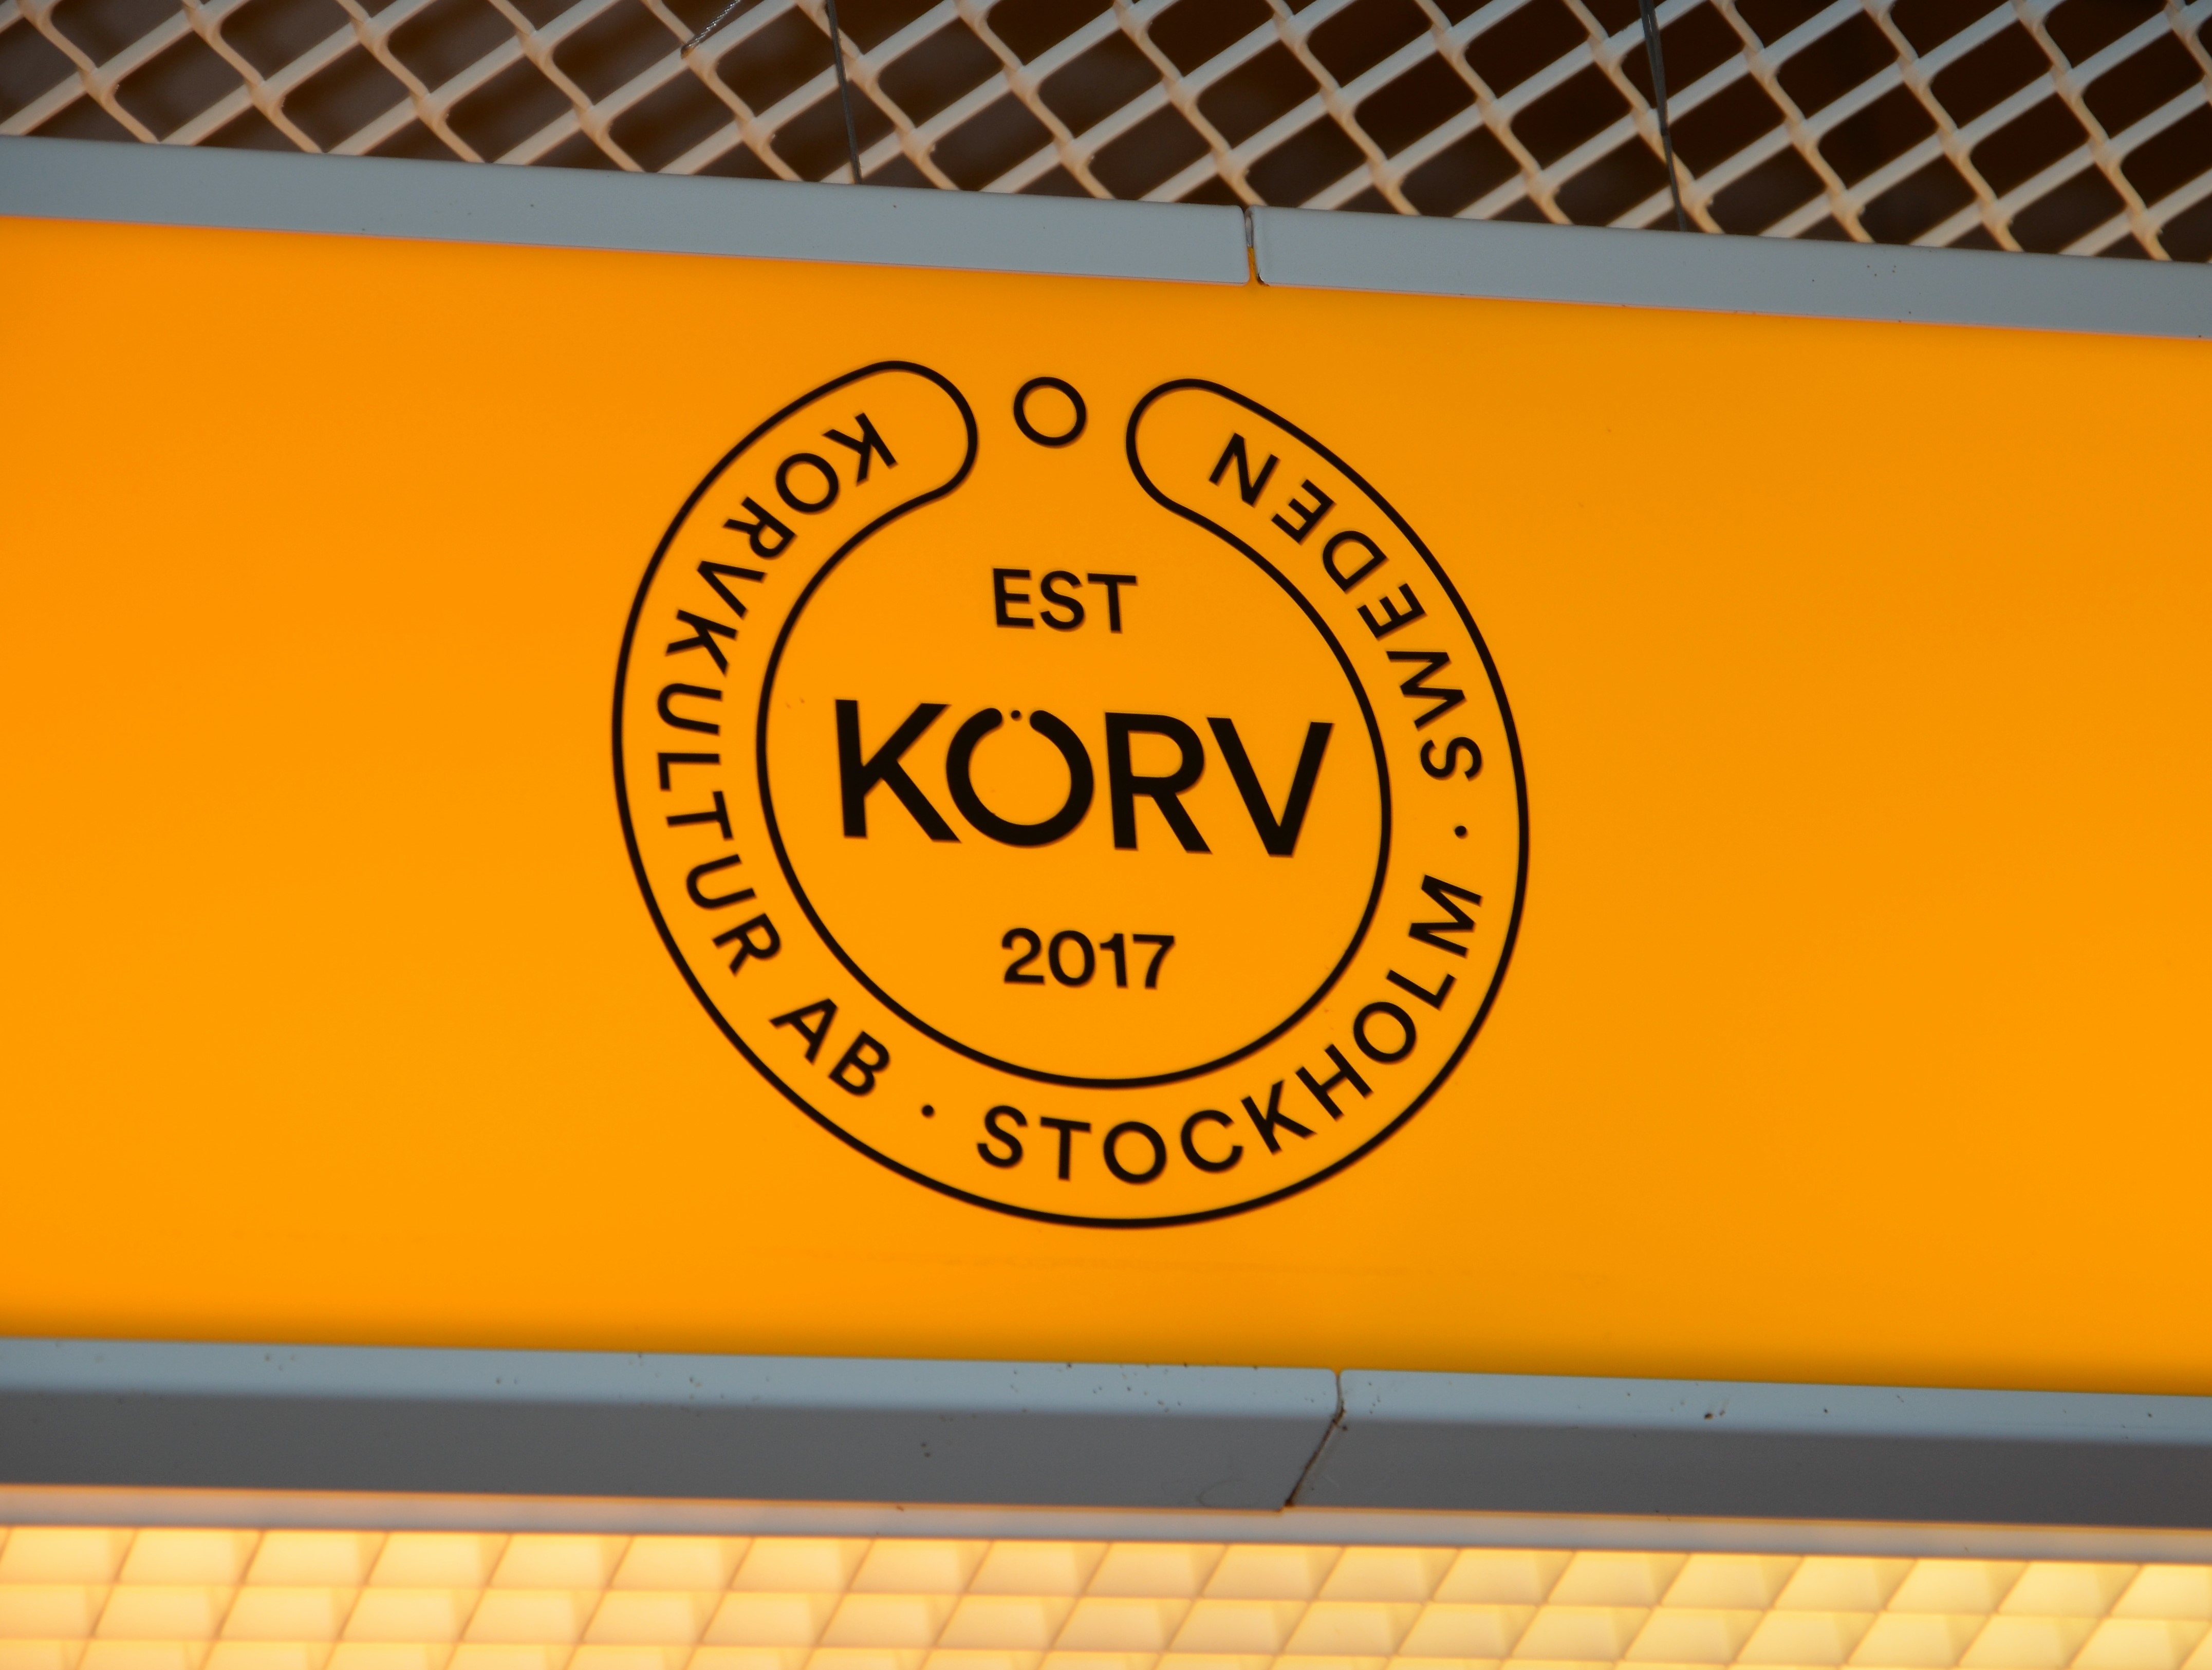 EST
KÖRV
2017
KORVKULTUR AB · STOCKHOLM · SWEDEN